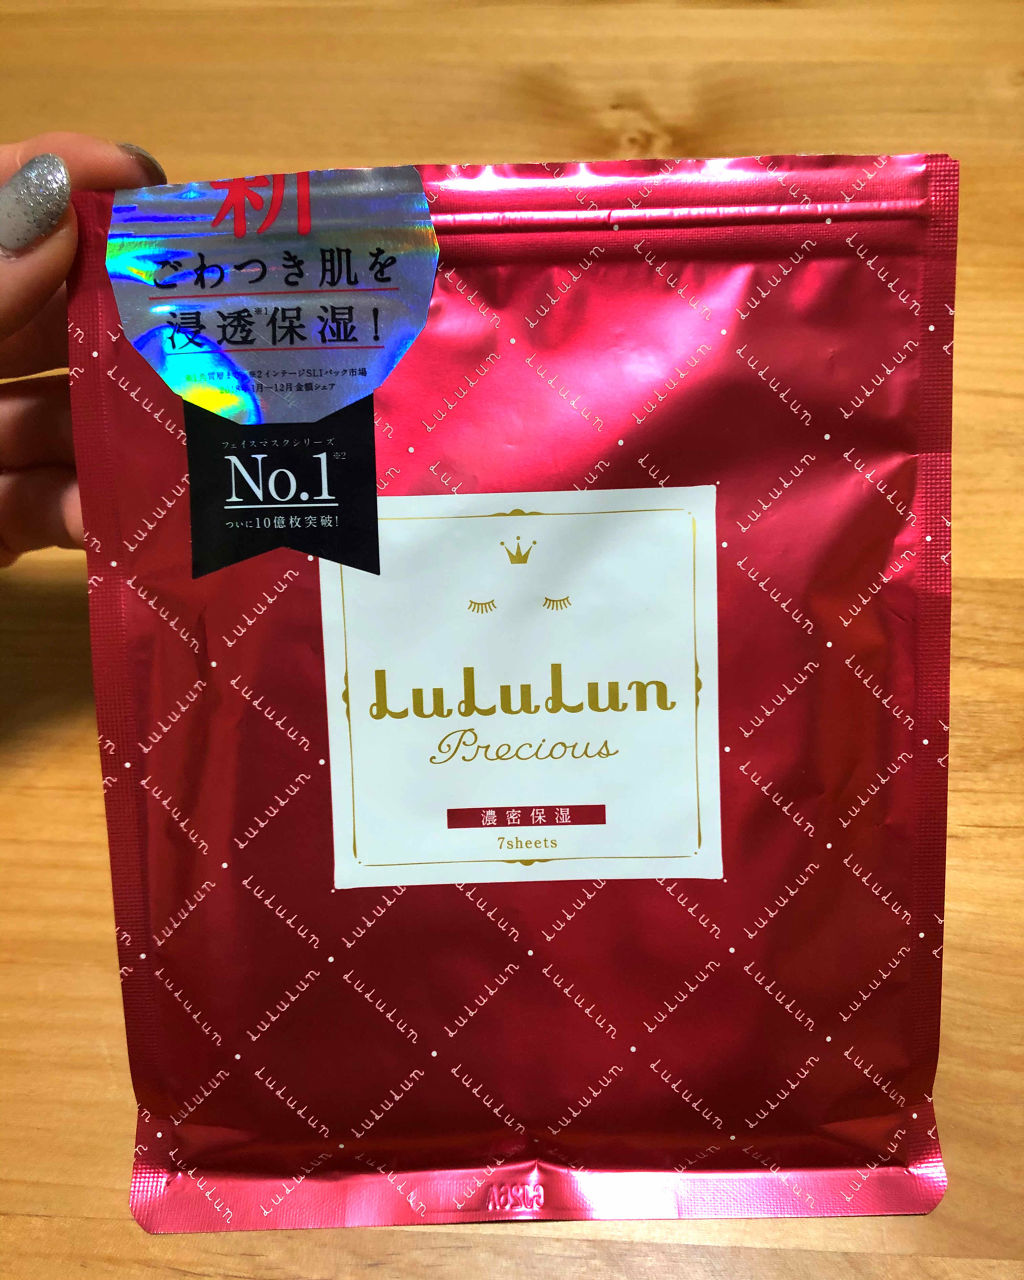 新
ごわつき肌を
浸透※1保湿!
※2インテージSLIパック市場
月—12月金額シェア
フェイスマスクシリーズ
No.1※2
ついに10億枚突破!
LuLuLun
Precious
濃密保湿
7sheets